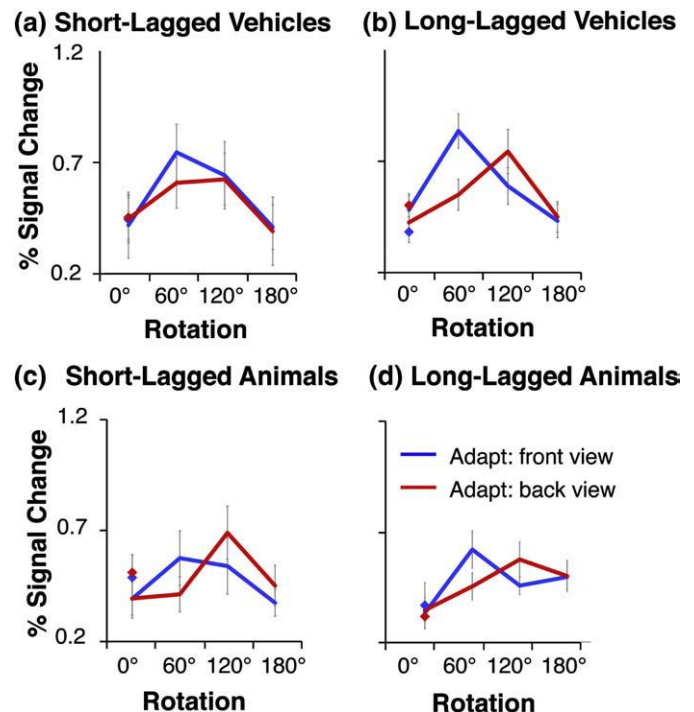 (a) Short-Lagged Vehicles
(b) Long-Lagged Vehicles
% Signal Change
1.2
0.7
0.2
0° 60° 120° 180°
Rotation
0° 60° 120° 180°
Rotation
(c) Short-Lagged Animals
(d) Long-Lagged Animals
% Signal Change
1.2
0.7
0.2
Adapt: front view
Adapt: back view
0° 60° 120° 180°
Rotation
0° 60° 120° 180°
Rotation